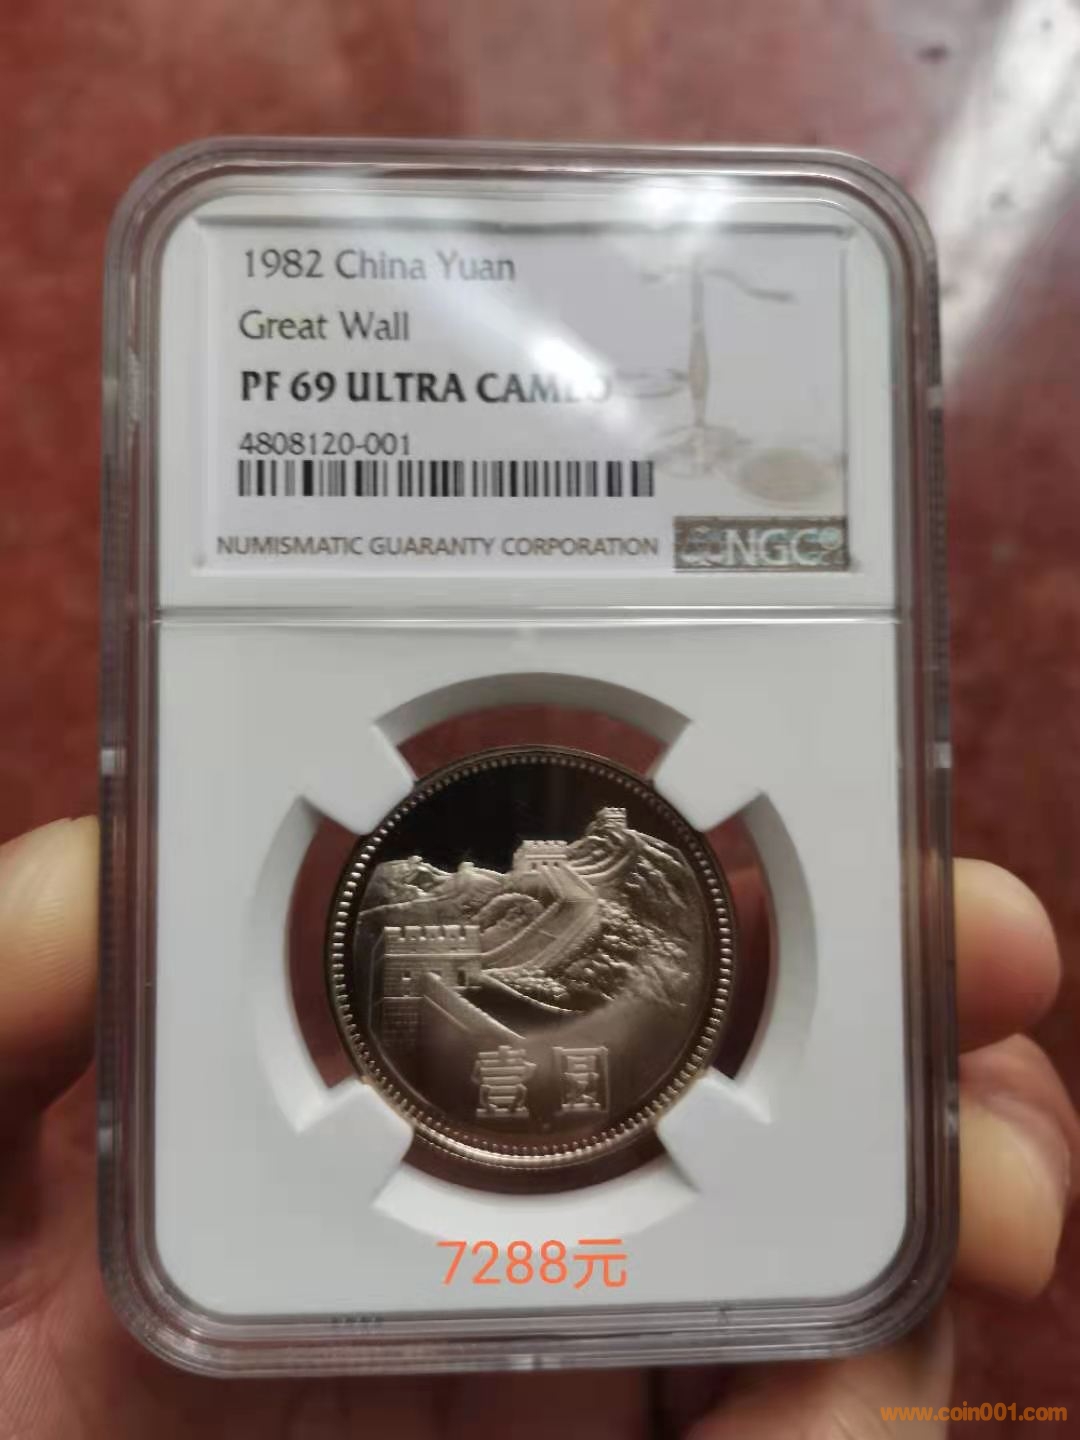 1982 China Yuan
Great Wall
PF 69 ULTRA CAMEO
4808120-001
NUMISMATIC GUARANTY CORPORATION
NGC
壹圆
7288元
www.coin001.com